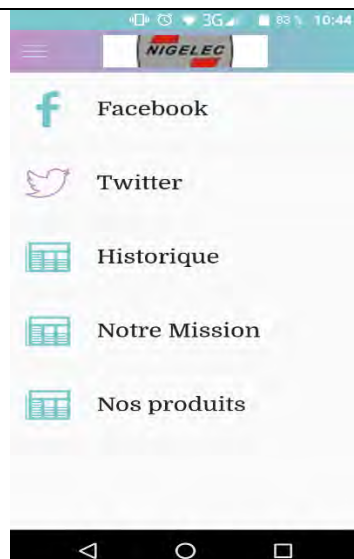 3G 83 % 10:44
NIGELEC
Facebook
Twitter
Historique
Notre Mission
Nos produits